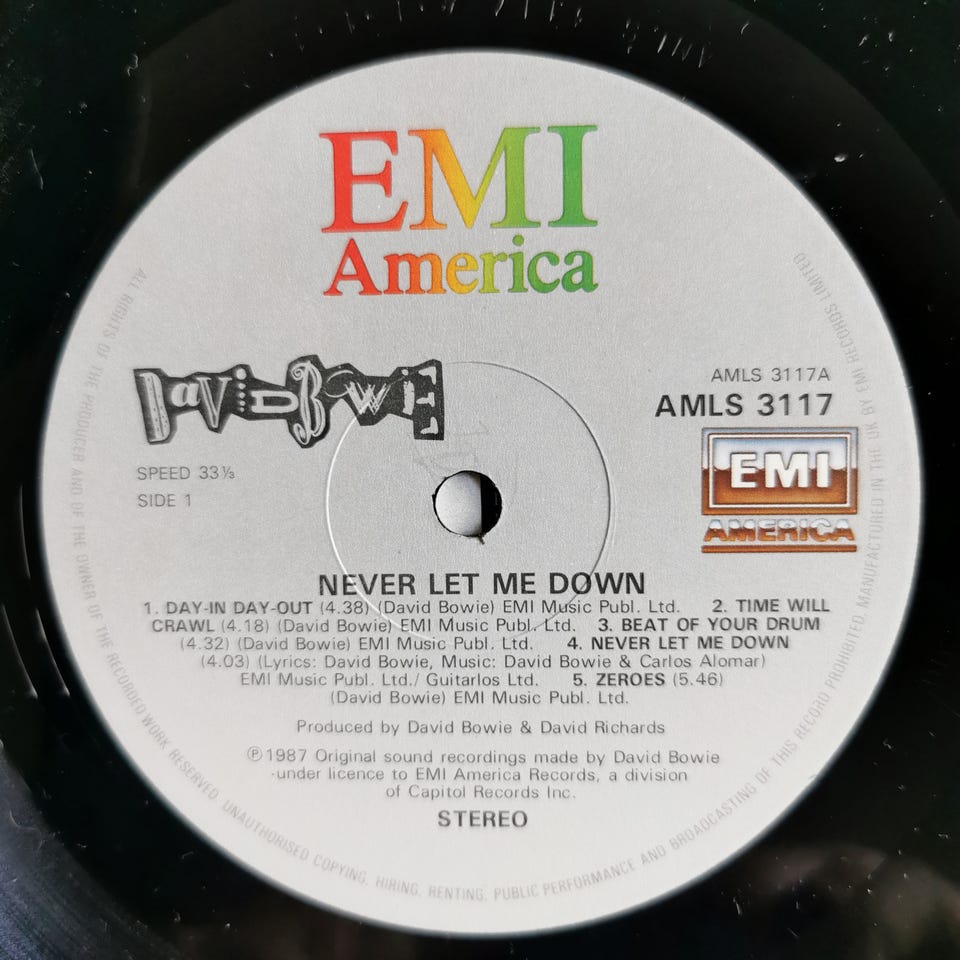 EMI
America
DAViD BOWiE
AMLS 3117A
AMLS 3117
SPEED 33⅓
SIDE 1
EMI
AMERICA
NEVER LET ME DOWN
1. DAY-IN DAY-OUT (4.38) (David Bowie) EMI Music Publ. Ltd. 2. TIME WILL
CRAWL (4.18) (David Bowie) EMI Music Publ. Ltd. 3. BEAT OF YOUR DRUM
(4.32) (David Bowie) EMI Music Publ. Ltd. 4. NEVER LET ME DOWN
(4.03) (Lyrics: David Bowie, Music: David Bowie & Carlos Alomar)
EMI Music Publ. Ltd./ Guitarlos Ltd. 5. ZEROES (5.46)
(David Bowie) EMI Music Publ. Ltd.
Produced by David Bowie & David Richards
℗1987 Original sound recordings made by David Bowie
under licence to EMI America Records, a division
of Capitol Records Inc.
STEREO
ALL RIGHTS OF THE PRODUCER AND OF THE OWNER OF THE RECORDED WORK RESERVED. UNAUTHORISED COPYING, HIRING, RENTING, PUBLIC PERFORMANCE AND BROADCASTING OF THIS RECORD PROHIBITED. MANUFACTURED IN THE UK BY EMI RECORDS LIMITED